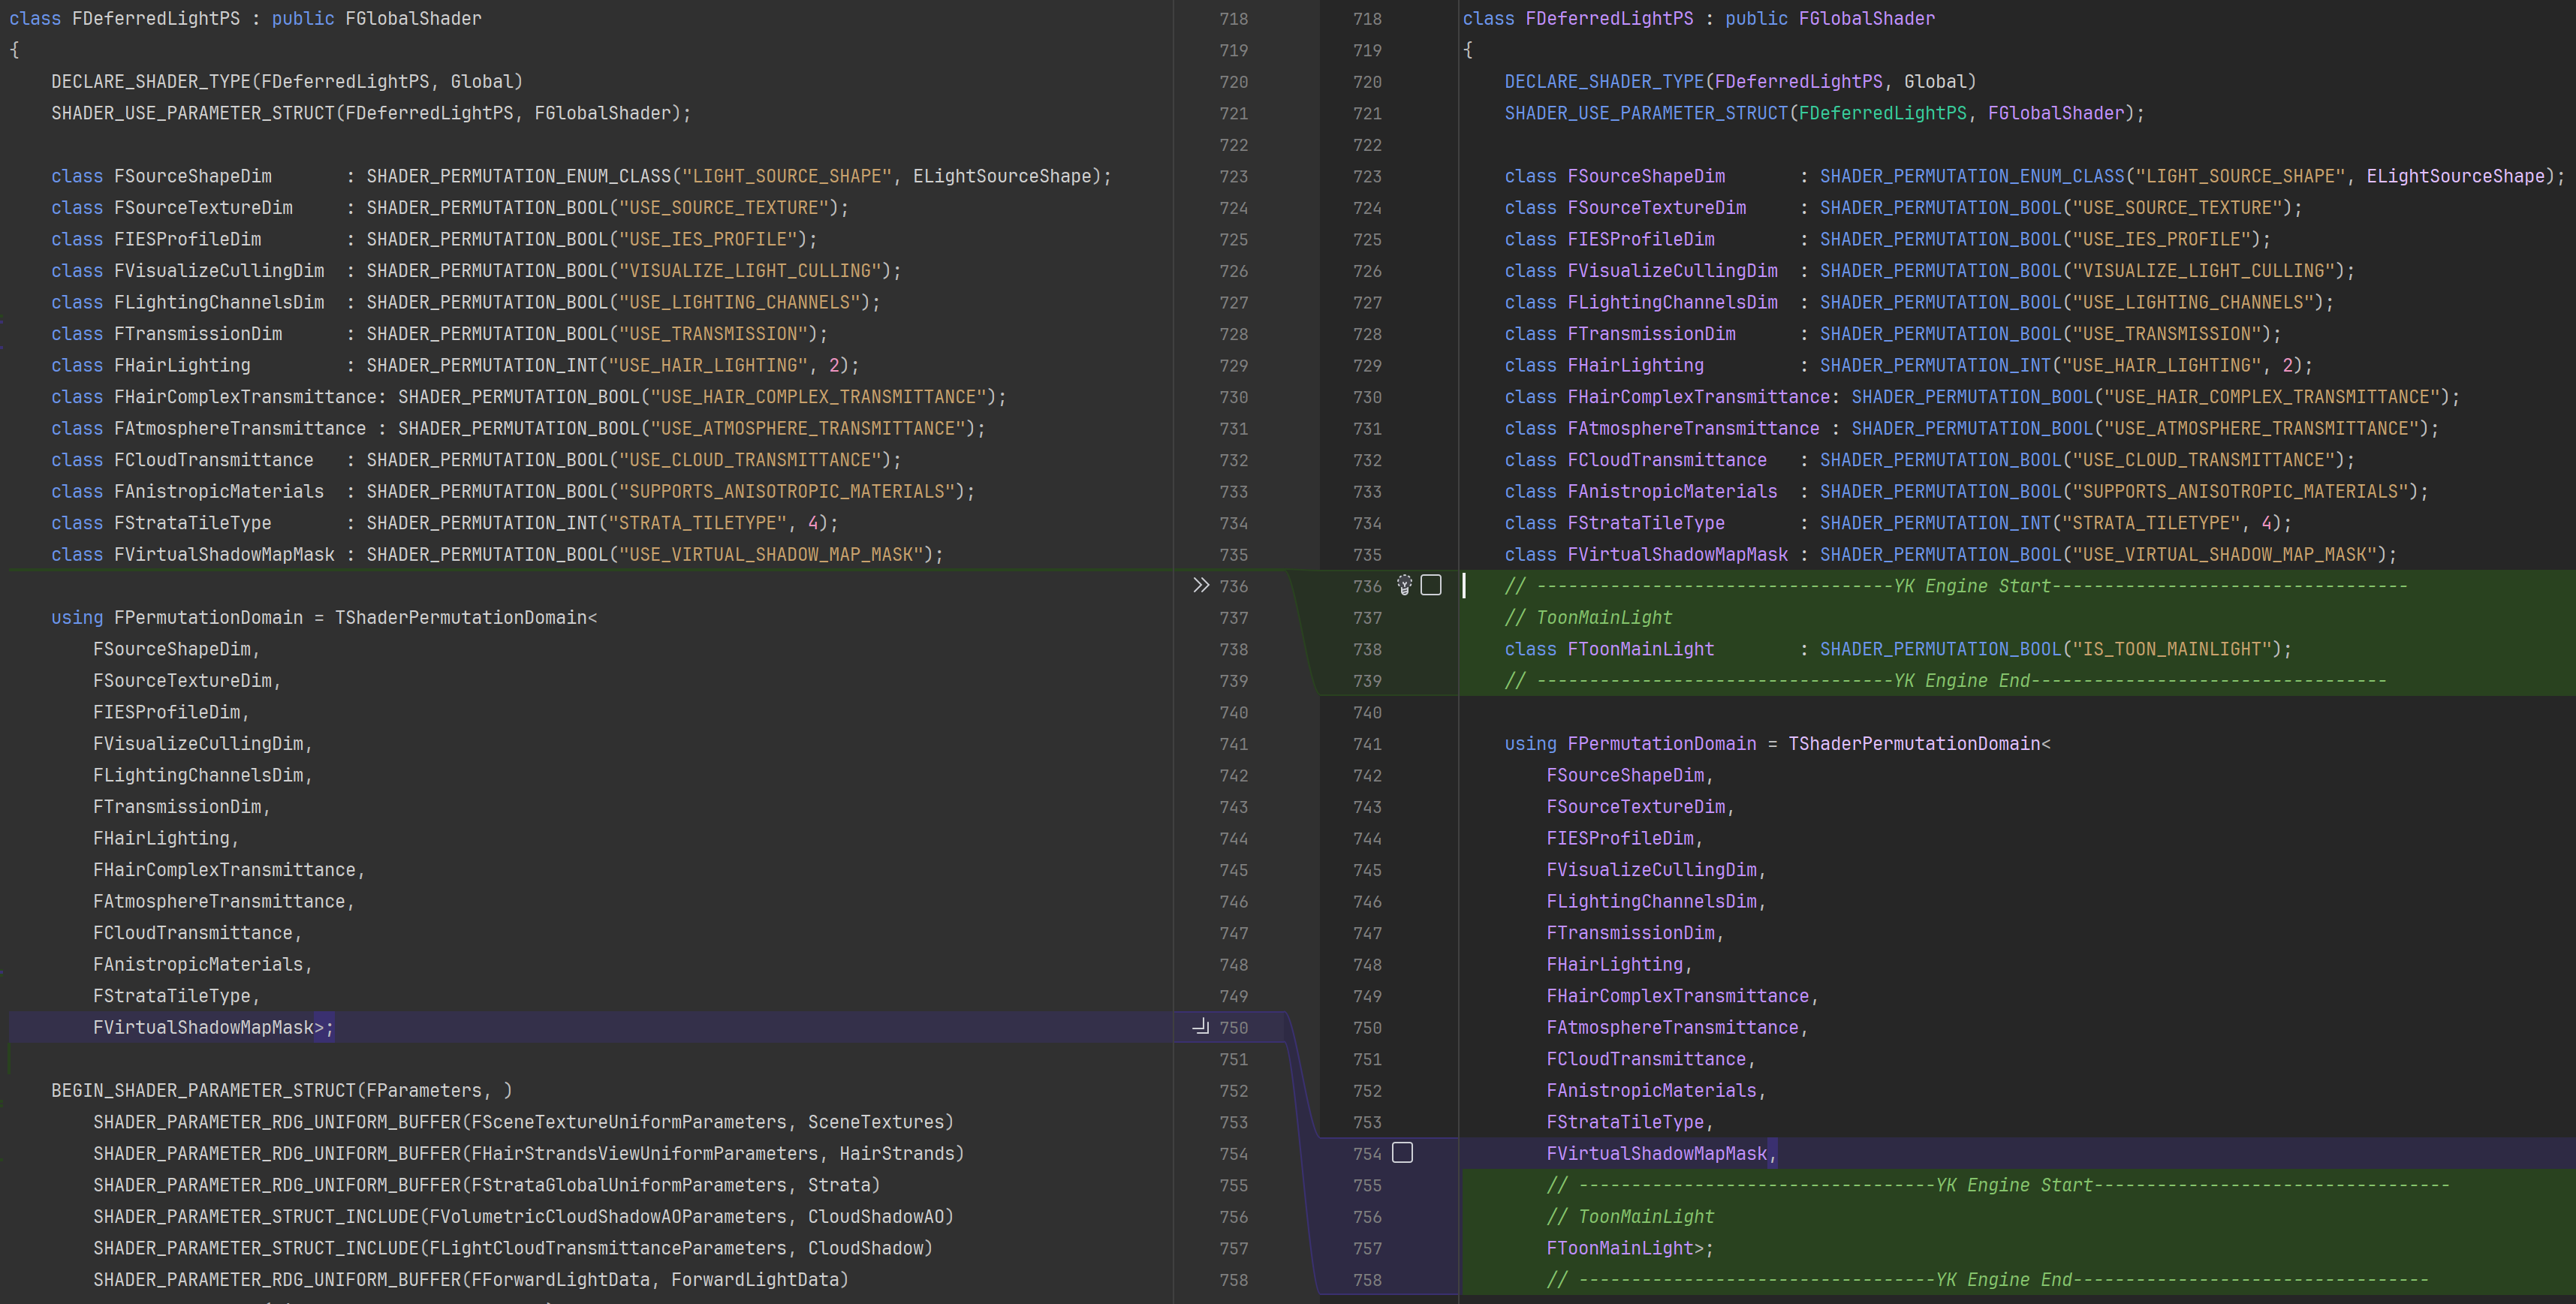 class FDeferredLightPS : public FGlobalShader
{
    DECLARE_SHADER_TYPE(FDeferredLightPS, Global)
    SHADER_USE_PARAMETER_STRUCT(FDeferredLightPS, FGlobalShader);

    class FSourceShapeDim       : SHADER_PERMUTATION_ENUM_CLASS("LIGHT_SOURCE_SHAPE", ELightSourceShape);
    class FSourceTextureDim     : SHADER_PERMUTATION_BOOL("USE_SOURCE_TEXTURE");
    class FIESProfileDim        : SHADER_PERMUTATION_BOOL("USE_IES_PROFILE");
    class FVisualizeCullingDim  : SHADER_PERMUTATION_BOOL("VISUALIZE_LIGHT_CULLING");
    class FLightingChannelsDim  : SHADER_PERMUTATION_BOOL("USE_LIGHTING_CHANNELS");
    class FTransmissionDim      : SHADER_PERMUTATION_BOOL("USE_TRANSMISSION");
    class FHairLighting         : SHADER_PERMUTATION_INT("USE_HAIR_LIGHTING", 2);
    class FHairComplexTransmittance: SHADER_PERMUTATION_BOOL("USE_HAIR_COMPLEX_TRANSMITTANCE");
    class FAtmosphereTransmittance : SHADER_PERMUTATION_BOOL("USE_ATMOSPHERE_TRANSMITTANCE");
    class FCloudTransmittance   : SHADER_PERMUTATION_BOOL("USE_CLOUD_TRANSMITTANCE");
    class FAnistropicMaterials  : SHADER_PERMUTATION_BOOL("SUPPORTS_ANISOTROPIC_MATERIALS");
    class FStrataTileType       : SHADER_PERMUTATION_INT("STRATA_TILETYPE", 4);
    class FVirtualShadowMapMask : SHADER_PERMUTATION_BOOL("USE_VIRTUAL_SHADOW_MAP_MASK");

    using FPermutationDomain = TShaderPermutationDomain<
        FSourceShapeDim,
        FSourceTextureDim,
        FIESProfileDim,
        FVisualizeCullingDim,
        FLightingChannelsDim,
        FTransmissionDim,
        FHairLighting,
        FHairComplexTransmittance,
        FAtmosphereTransmittance,
        FCloudTransmittance,
        FAnistropicMaterials,
        FStrataTileType,
        FVirtualShadowMapMask>;

    BEGIN_SHADER_PARAMETER_STRUCT(FParameters, )
        SHADER_PARAMETER_RDG_UNIFORM_BUFFER(FSceneTextureUniformParameters, SceneTextures)
        SHADER_PARAMETER_RDG_UNIFORM_BUFFER(FHairStrandsViewUniformParameters, HairStrands)
        SHADER_PARAMETER_RDG_UNIFORM_BUFFER(FStrataGlobalUniformParameters, Strata)
        SHADER_PARAMETER_STRUCT_INCLUDE(FVolumetricCloudShadowAOParameters, CloudShadowAO)
        SHADER_PARAMETER_STRUCT_INCLUDE(FLightCloudTransmittanceParameters, CloudShadow)
        SHADER_PARAMETER_RDG_UNIFORM_BUFFER(FForwardLightData, ForwardLightData)
718
719
720
721
722
723
724
725
726
727
728
729
730
731
732
733
734
735
736
737
738
739
740
741
742
743
744
745
746
747
748
749
750
751
752
753
754
755
756
757
758
718 class FDeferredLightPS : public FGlobalShader
719 {
720     DECLARE_SHADER_TYPE(FDeferredLightPS, Global)
721     SHADER_USE_PARAMETER_STRUCT(FDeferredLightPS, FGlobalShader);
722
723     class FSourceShapeDim       : SHADER_PERMUTATION_ENUM_CLASS("LIGHT_SOURCE_SHAPE", ELightSourceShape);
724     class FSourceTextureDim     : SHADER_PERMUTATION_BOOL("USE_SOURCE_TEXTURE");
725     class FIESProfileDim        : SHADER_PERMUTATION_BOOL("USE_IES_PROFILE");
726     class FVisualizeCullingDim  : SHADER_PERMUTATION_BOOL("VISUALIZE_LIGHT_CULLING");
727     class FLightingChannelsDim  : SHADER_PERMUTATION_BOOL("USE_LIGHTING_CHANNELS");
728     class FTransmissionDim      : SHADER_PERMUTATION_BOOL("USE_TRANSMISSION");
729     class FHairLighting         : SHADER_PERMUTATION_INT("USE_HAIR_LIGHTING", 2);
730     class FHairComplexTransmittance: SHADER_PERMUTATION_BOOL("USE_HAIR_COMPLEX_TRANSMITTANCE");
731     class FAtmosphereTransmittance : SHADER_PERMUTATION_BOOL("USE_ATMOSPHERE_TRANSMITTANCE");
732     class FCloudTransmittance   : SHADER_PERMUTATION_BOOL("USE_CLOUD_TRANSMITTANCE");
733     class FAnistropicMaterials  : SHADER_PERMUTATION_BOOL("SUPPORTS_ANISOTROPIC_MATERIALS");
734     class FStrataTileType       : SHADER_PERMUTATION_INT("STRATA_TILETYPE", 4);
735     class FVirtualShadowMapMask : SHADER_PERMUTATION_BOOL("USE_VIRTUAL_SHADOW_MAP_MASK");
736     // ----------------------------------YK Engine Start----------------------------------
737     // ToonMainLight
738     class FToonMainLight        : SHADER_PERMUTATION_BOOL("IS_TOON_MAINLIGHT");
739     // ----------------------------------YK Engine End----------------------------------
740
741     using FPermutationDomain = TShaderPermutationDomain<
742         FSourceShapeDim,
743         FSourceTextureDim,
744         FIESProfileDim,
745         FVisualizeCullingDim,
746         FLightingChannelsDim,
747         FTransmissionDim,
748         FHairLighting,
749         FHairComplexTransmittance,
750         FAtmosphereTransmittance,
751         FCloudTransmittance,
752         FAnistropicMaterials,
753         FStrataTileType,
754         FVirtualShadowMapMask,
755         // ----------------------------------YK Engine Start----------------------------------
756         // ToonMainLight
757         FToonMainLight>;
758         // ----------------------------------YK Engine End----------------------------------